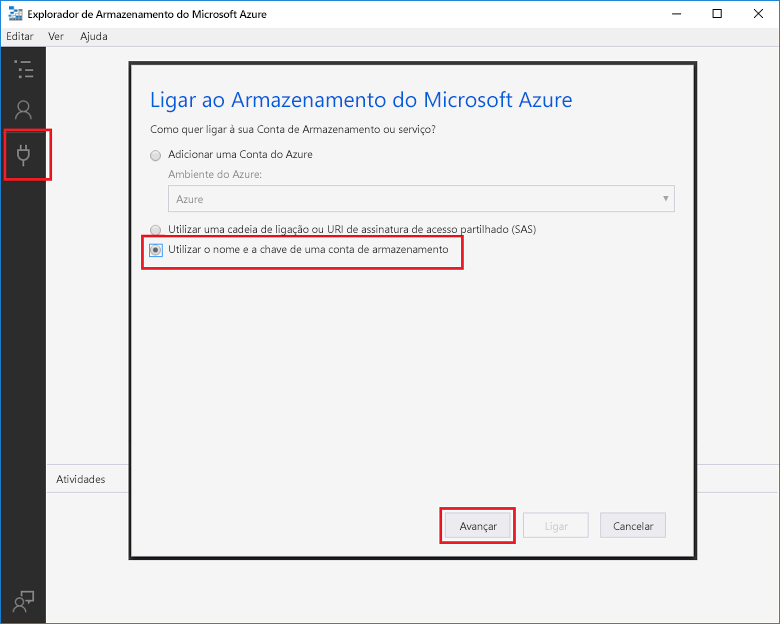 Explorador de Armazenamento do Microsoft Azure
Editar Ver Ajuda
Ligar ao Armazenamento do Microsoft Azure
Como quer ligar à sua Conta de Armazenamento ou serviço?
Adicionar uma Conta do Azure
Ambiente do Azure:
Azure
Utilizar uma cadeia de ligação ou URI de assinatura de acesso partilhado (SAS)
Utilizar o nome e a chave de uma conta de armazenamento
Atividades
Avançar Ligar Cancelar